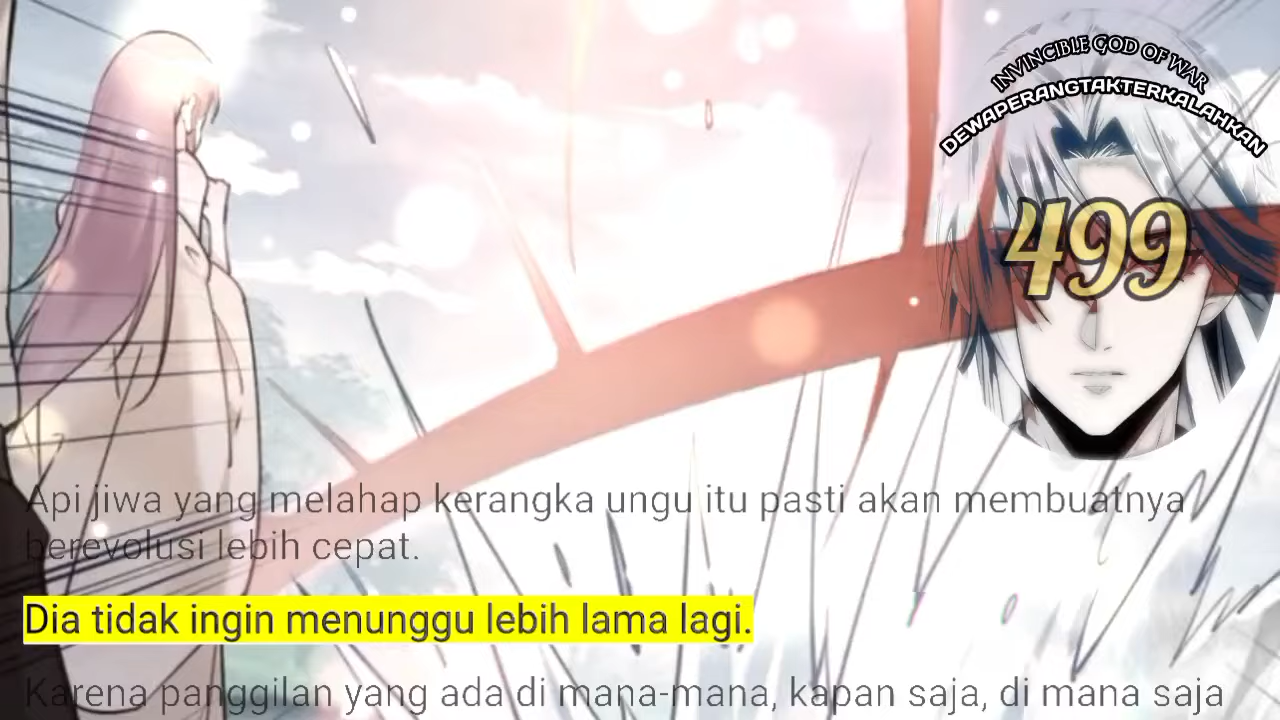 INVINCIBLE GOD OF WAR
DEWAPERANGTAKTERKALAHKAN
499
Api jiwa yang melahap kerangka ungu itu pasti akan membuatnya
berevolusi lebih cepat.
Dia tidak ingin menunggu lebih lama lagi.
Karena panggilan yang ada di mana-mana, kapan saja, di mana saja